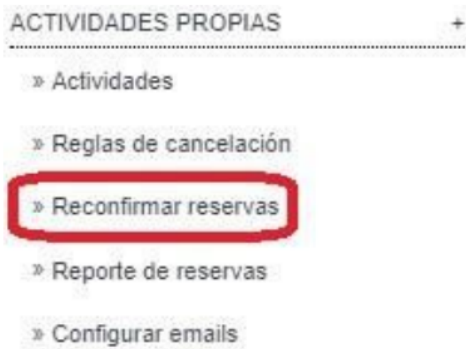 ACTIVIDADES PROPIAS +
» Actividades
» Reglas de cancelación
» Reconfirmar reservas
» Reporte de reservas
» Configurar emails